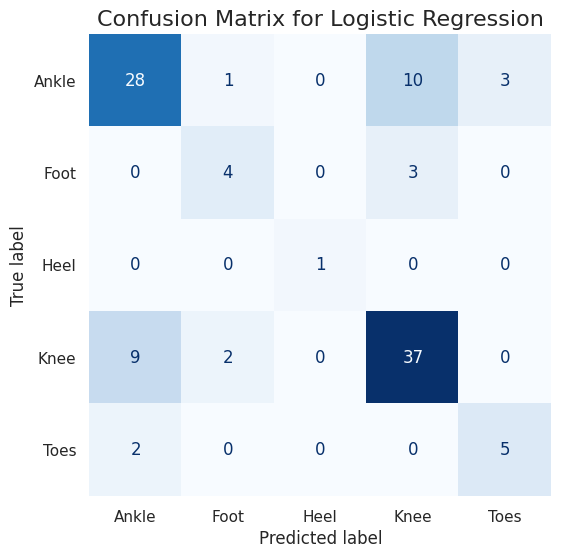 Confusion Matrix for Logistic Regression
Ankle 28 1 0 10 3
Foot 0 4 0 3 0
Heel 0 0 1 0 0
Knee 9 2 0 37 0
Toes 2 0 0 0 5
Ankle Foot Heel Knee Toes
Predicted label
True label